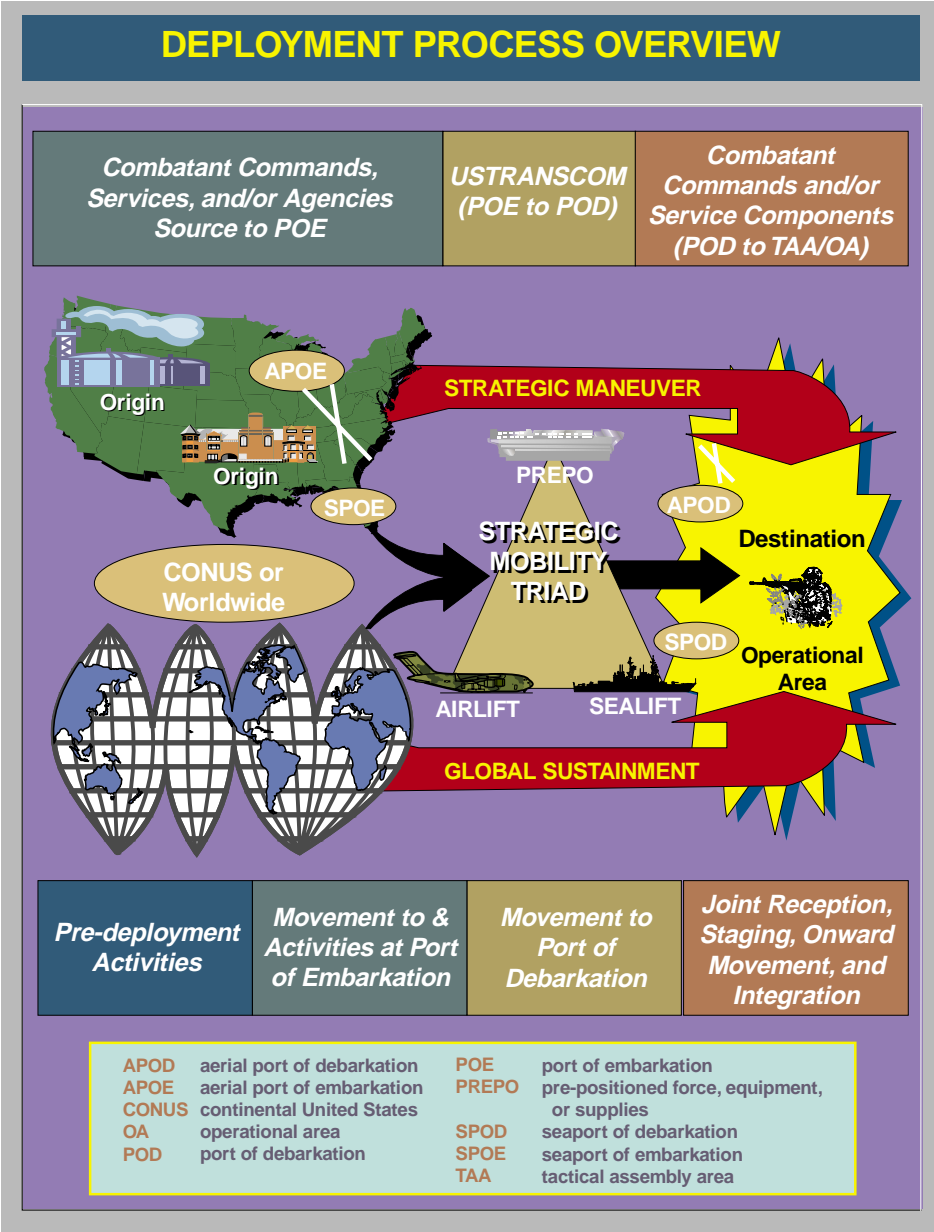 DEPLOYMENT PROCESS OVERVIEW
Combatant Commands,
Services, and/or Agencies
Source to POE
USTRANSCOM
(POE to POD)
Combatant
Commands and/or
Service Components
(POD to TAA/OA)
APOE
Origin
Origin
SPOE
STRATEGIC MANEUVER
PREPO
APOD
STRATEGIC
MOBILITY
TRIAD
Destination
CONUS or
Worldwide
SPOD
Operational
Area
AIRLIFT
SEALIFT
GLOBAL SUSTAINMENT
Pre-deployment
Activities
Movement to &
Activities at Port
of Embarkation
Movement to
Port of
Debarkation
Joint Reception,
Staging, Onward
Movement, and
Integration
APOD aerial port of debarkation
APOE aerial port of embarkation
CONUS continental United States
OA operational area
POD port of debarkation
POE port of embarkation
PREPO pre-positioned force, equipment,
or supplies
SPOD seaport of debarkation
SPOE seaport of embarkation
TAA tactical assembly area